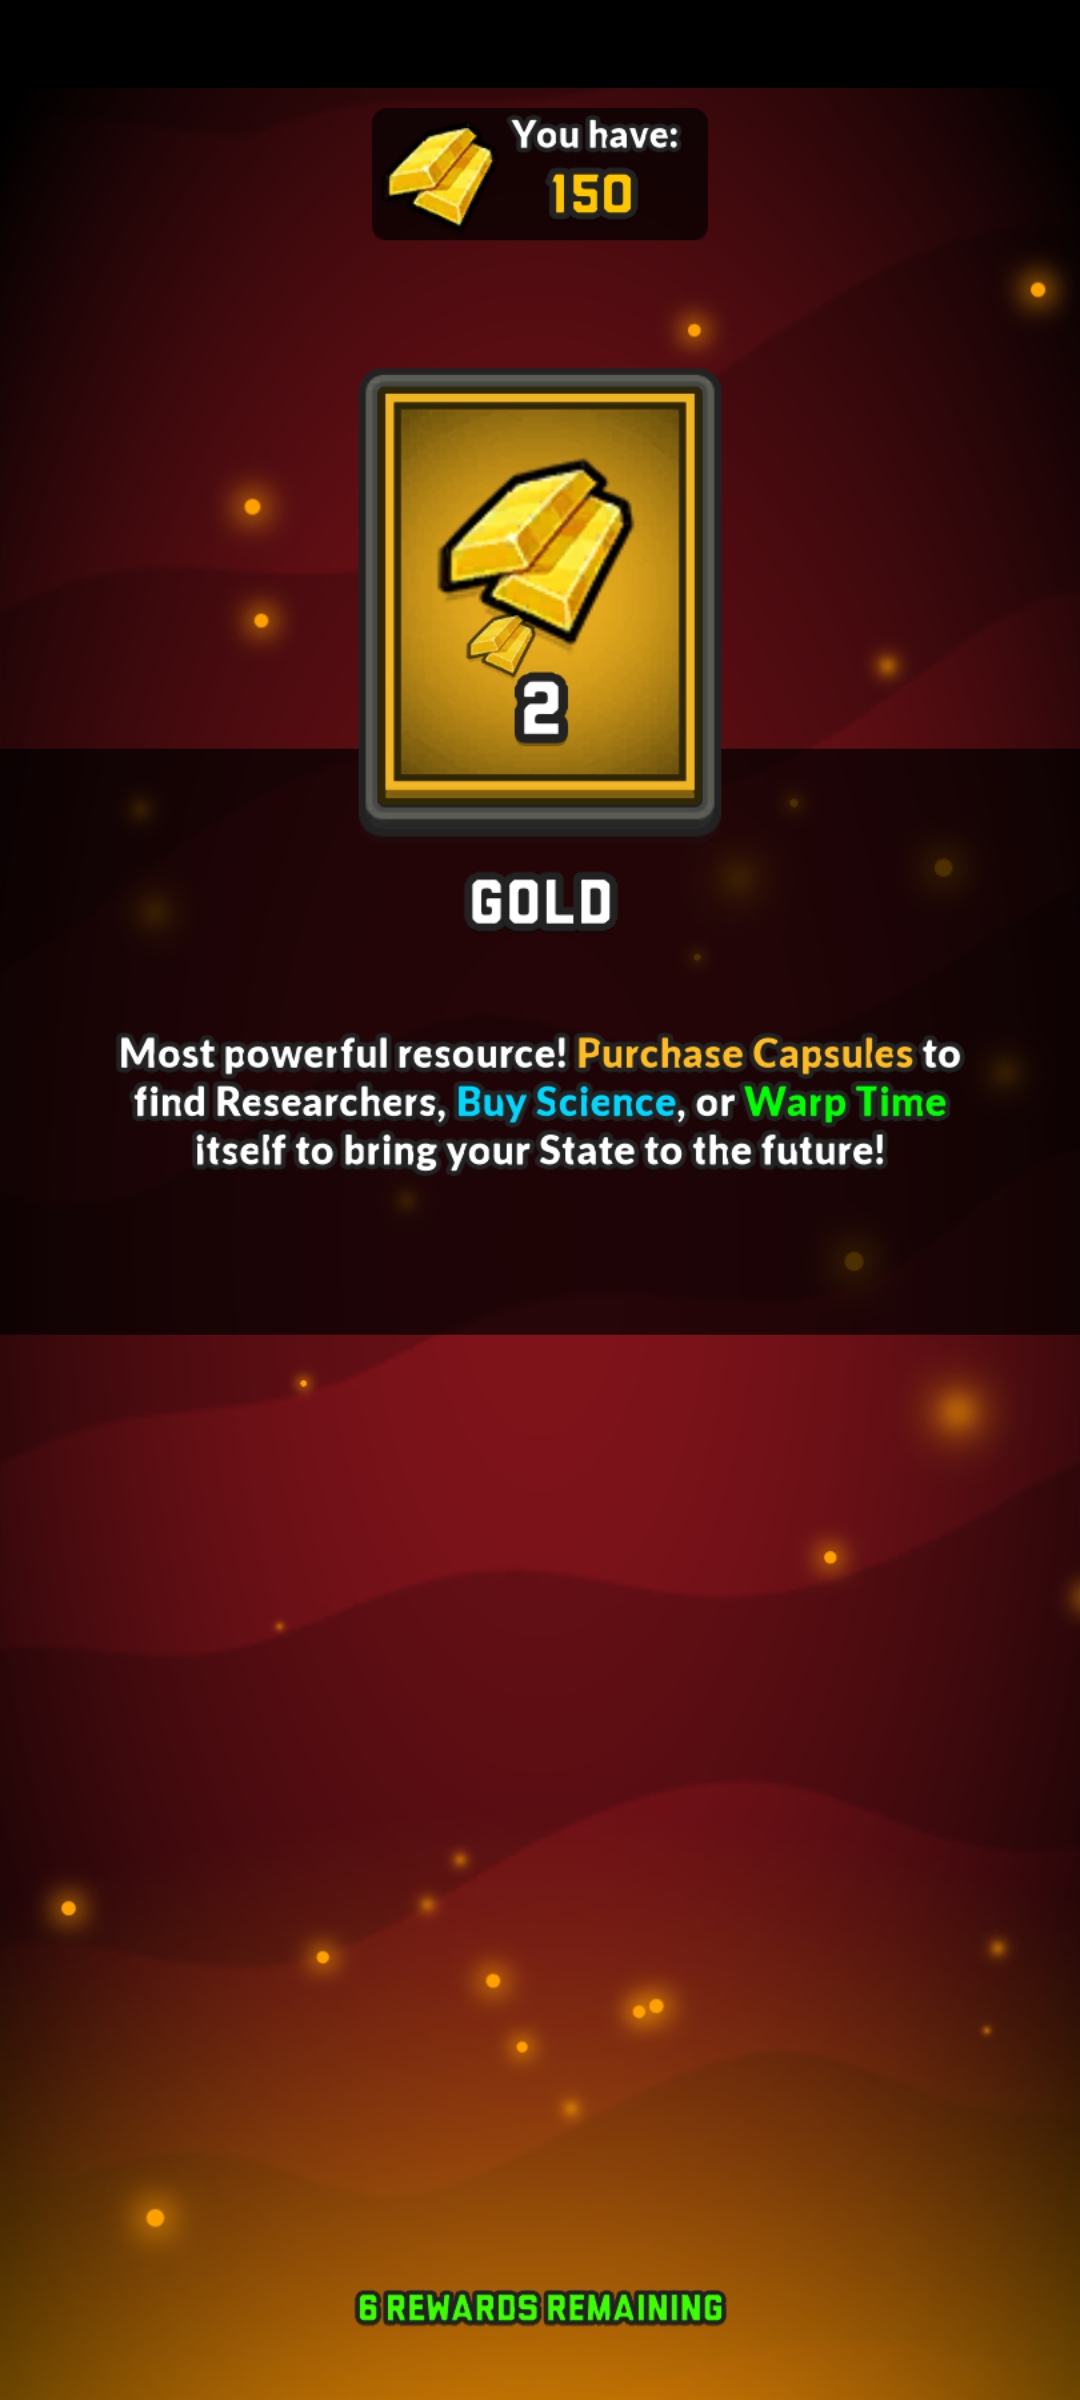 You have:
150
2
GOLD
Most powerful resource! Purchase Capsules to
find Researchers, Buy Science, or Warp Time
itself to bring your State to the future!
6 REWARDS REMAINING